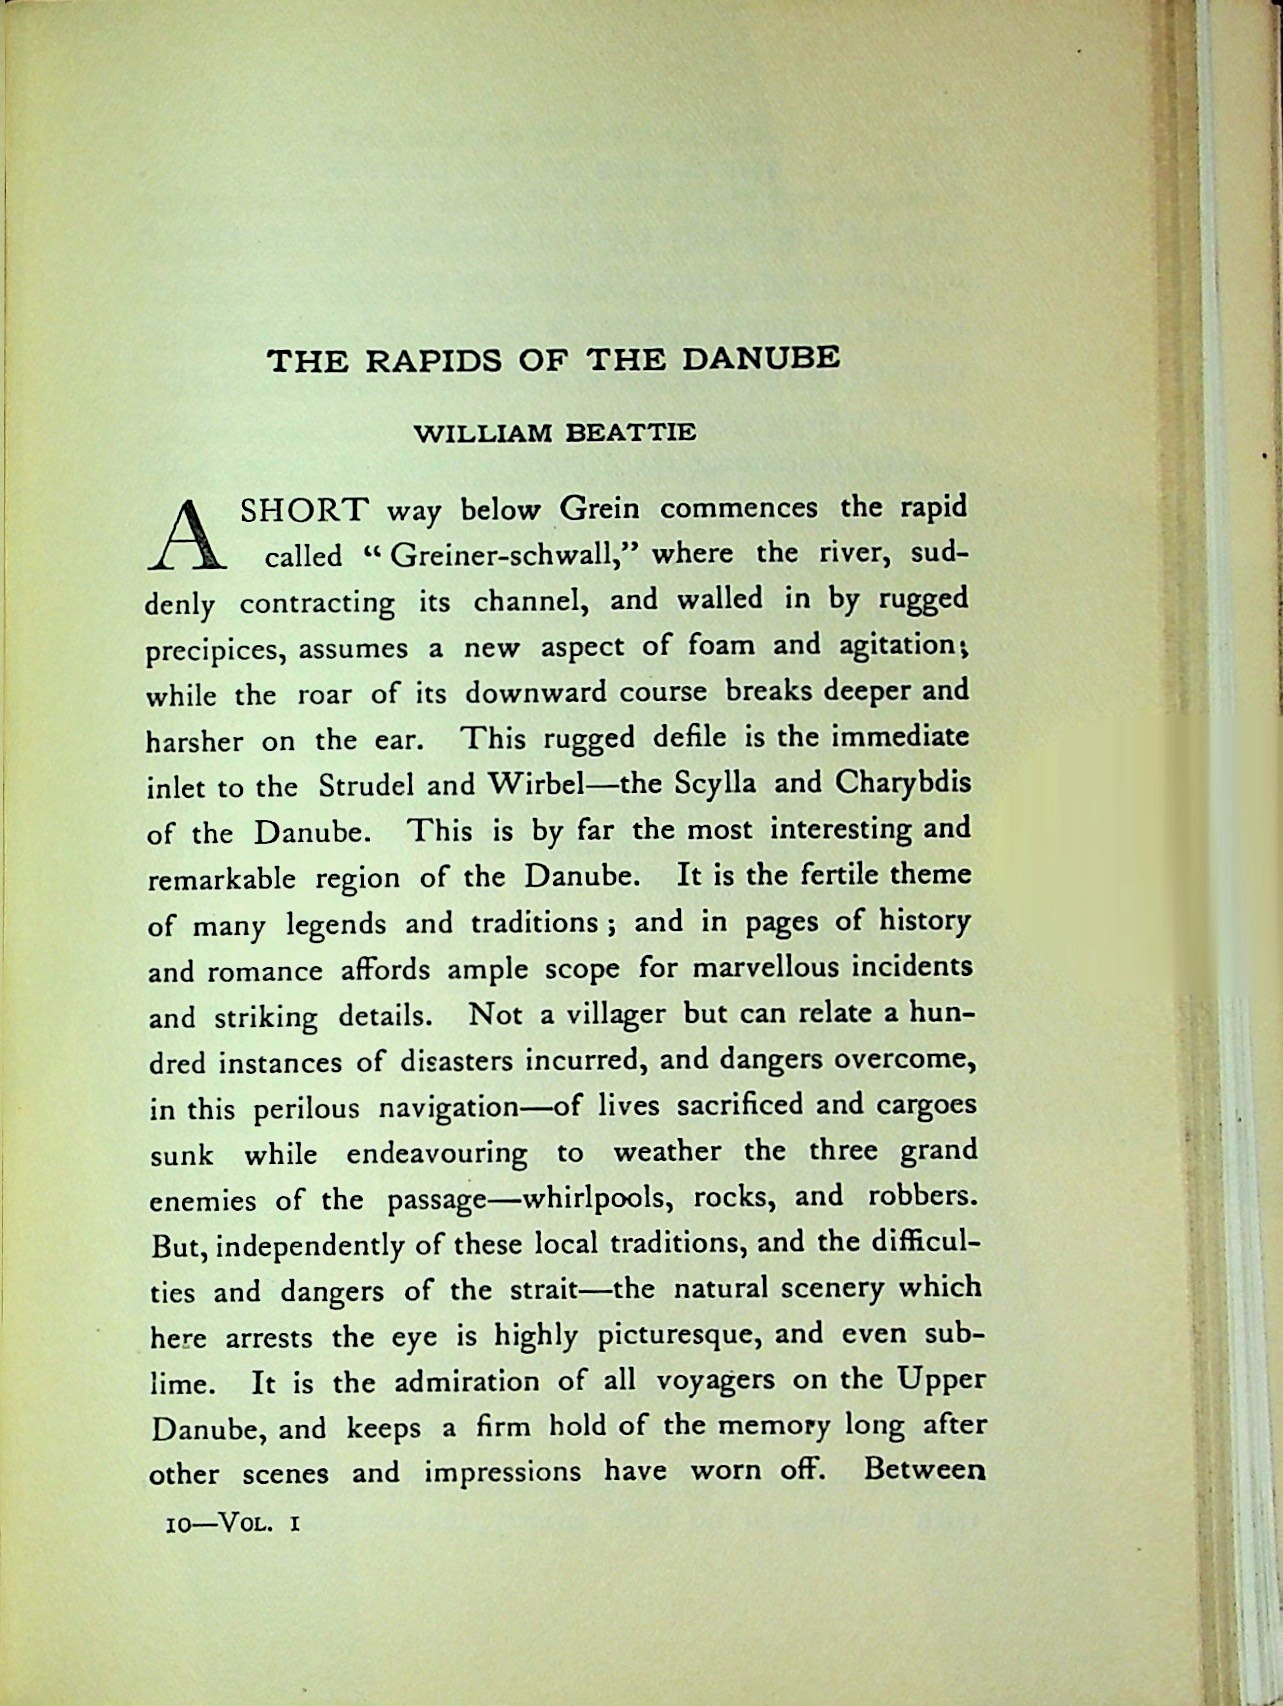 THE RAPIDS OF THE DANUBE
WILLIAM BEATTIE
A SHORT way below Grein commences the rapid
called “Greiner-schwall,” where the river, sud-
denly contracting its channel, and walled in by rugged
precipices, assumes a new aspect of foam and agitation;
while the roar of its downward course breaks deeper and
harsher on the ear. This rugged defile is the immediate
inlet to the Strudel and Wirbel—the Scylla and Charybdis
of the Danube. This is by far the most interesting and
remarkable region of the Danube. It is the fertile theme
of many legends and traditions; and in pages of history
and romance affords ample scope for marvellous incidents
and striking details. Not a villager but can relate a hun-
dred instances of disasters incurred, and dangers overcome,
in this perilous navigation—of lives sacrificed and cargoes
sunk while endeavouring to weather the three grand
enemies of the passage—whirlpools, rocks, and robbers.
But, independently of these local traditions, and the difficul-
ties and dangers of the strait—the natural scenery which
here arrests the eye is highly picturesque, and even sub-
lime. It is the admiration of all voyagers on the Upper
Danube, and keeps a firm hold of the memory long after
other scenes and impressions have worn off. Between
10—VOL. I